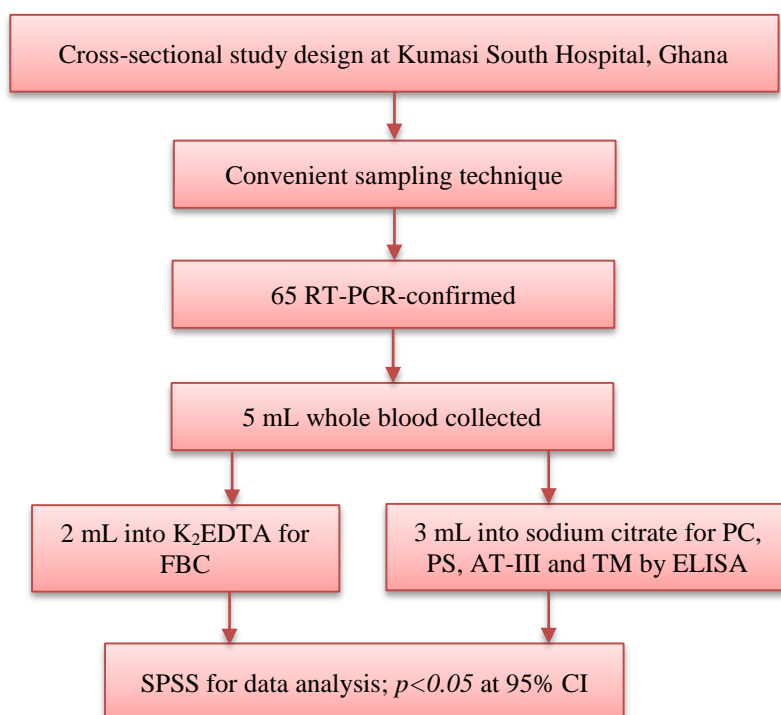 Cross-sectional study design at Kumasi South Hospital, Ghana
Convenient sampling technique
65 RT-PCR-confirmed
5 mL whole blood collected
2 mL into K₂EDTA for
FBC
3 mL into sodium citrate for PC,
PS, AT-III and TM by ELISA
SPSS for data analysis; p<0.05 at 95% CI